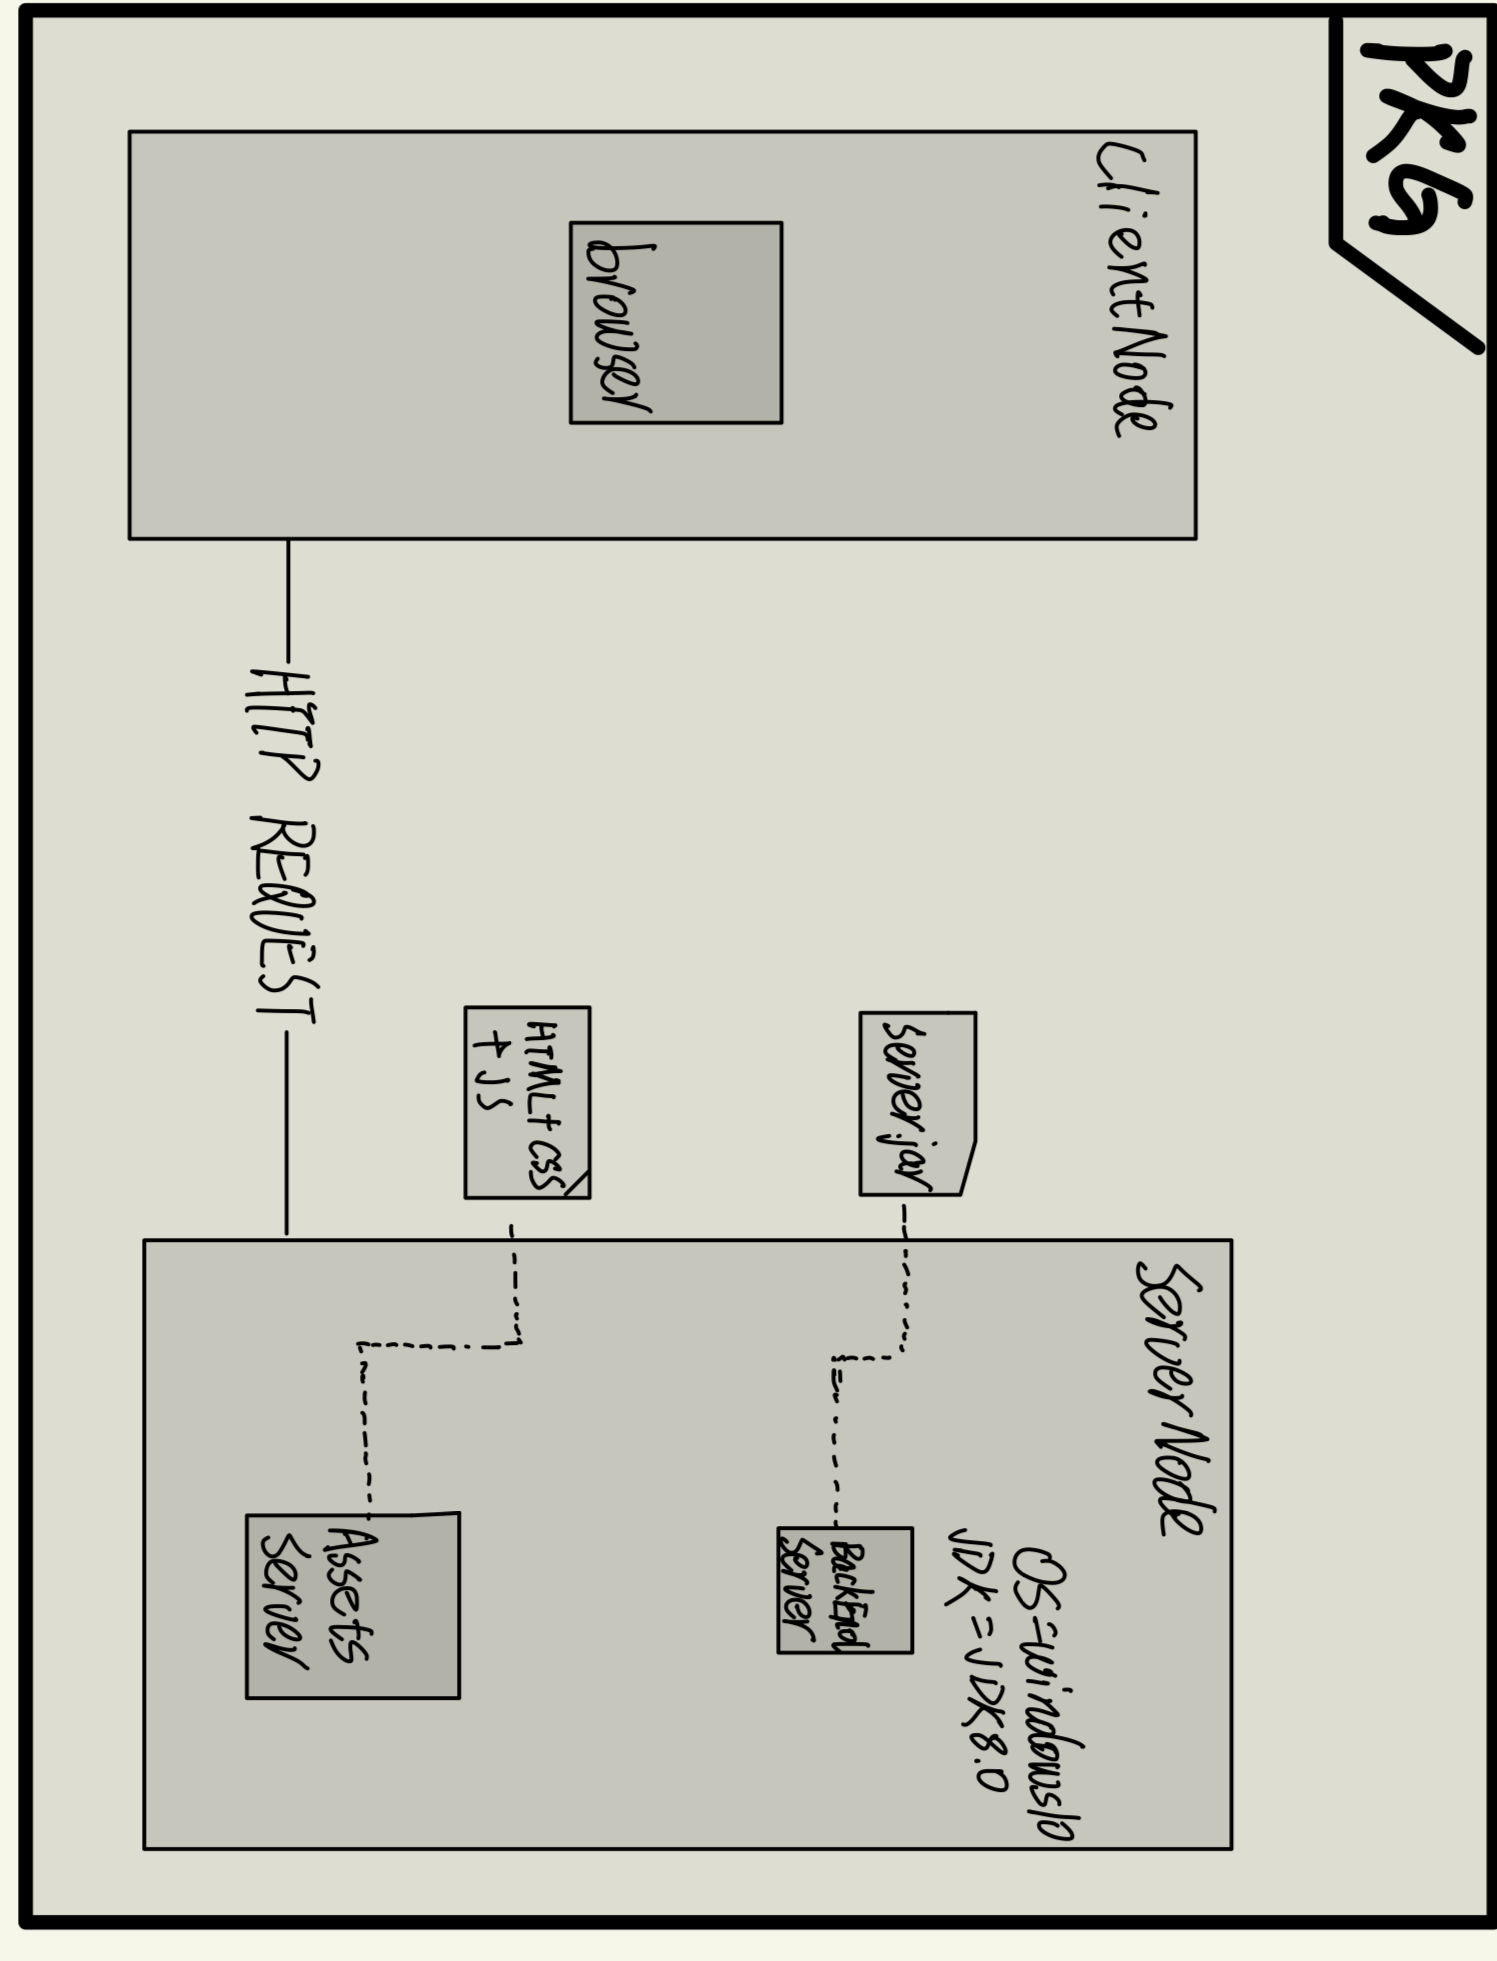 PKG
ClientNode
browser
HTTP REQUEST
server.jar
HTML+CSS
+JS
ServerNode
OS=windows10
JDK=JDK8.0
BackEnd
Server
Assets
Server